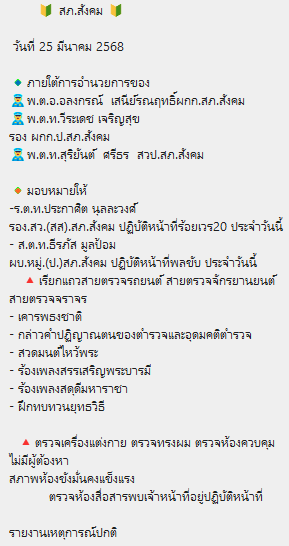 🔰 สภ.สังคม 🔰
วันที่ 25 มีนาคม 2568
🔹ภายใต้การอำนวยการของ
👮พ.ต.อ.อลงกรณ์ เสนีย์รณฤทธิ์ผกก.สภ.สังคม
👮พ.ต.ท.วีระเดช เจริญสุข
รอง ผกก.ป.สภ.สังคม
👮พ.ต.ท.สุริยันต์ ศรีธร สวป.สภ.สังคม
🔸มอบหมายให้
-ร.ต.ท.ประกาศิต นุลละวงศ์
รอง.สว.(สส).สภ.สังคม ปฏิบัติหน้าที่ร้อยเวร20 ประจำวันนี้
- ส.ต.ท.ธีรภัส มูลป้อม
ผบ.หมู่.(ป.)สภ.สังคม ปฏิบัติหน้าที่พลขับ ประจำวันนี้
🔺เรียกแถวสายตรวจรถยนต์ สายตรวจจักรยานยนต์
สายตรวจจราจร
- เคารพธงชาติ
- กล่าวคำปฏิญาณตนของตำรวจและอุดมคติตำรวจ
- สวดมนต์ไหว้พระ
- ร้องเพลงสรรเสริญพระบารมี
- ร้องเพลงสดุดีมหาราชา
- ฝึกทบทวนยุทธวิธี
🔺ตรวจเครื่องแต่งกาย ตรวจทรงผม ตรวจห้องควบคุม
ไม่มีผู้ต้องหา
สภาพห้องขังมั่นคงแข็งแรง
ตรวจห้องสื่อสารพบเจ้าหน้าที่อยู่ปฏิบัติหน้าที่
รายงานเหตุการณ์ปกติ